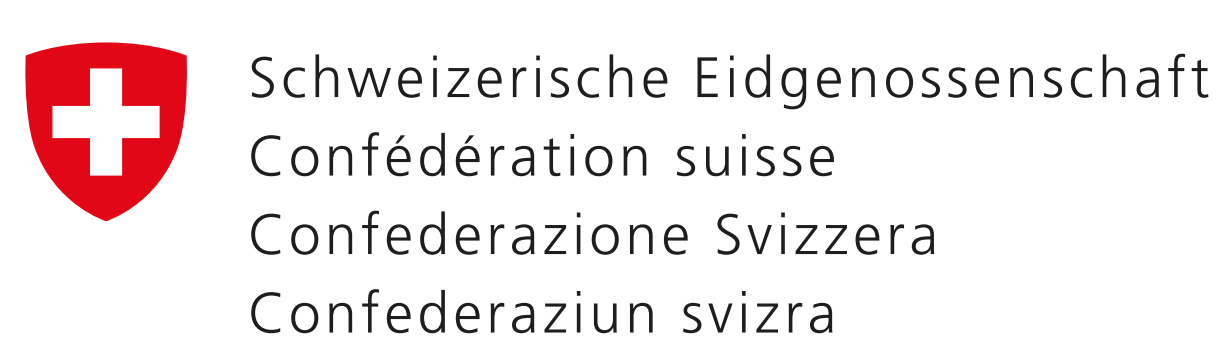 Schweizerische Eidgenossenschaft
Confédération suisse
Confederazione Svizzera
Confederaziun svizra